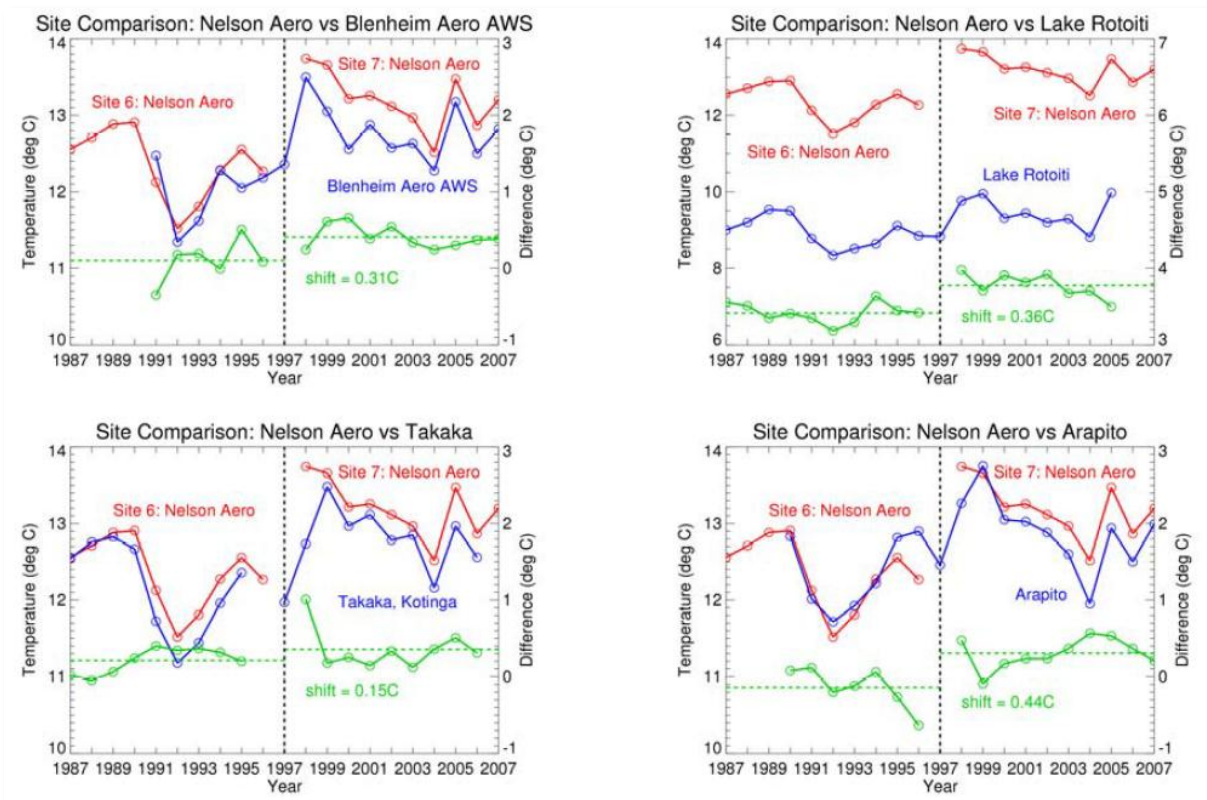 Site Comparison: Nelson Aero vs Blenheim Aero AWS
14
13
12
11
10
Temperature (deg C)
3
2
1
0
-1
Difference (deg C)
Site 6: Nelson Aero
Site 7: Nelson Aero
Blenheim Aero AWS
shift = 0.31C
1987 1989 1991 1993 1995 1997 1999 2001 2003 2005 2007
Year
Site Comparison: Nelson Aero vs Lake Rotoiti
14
12
10
8
6
Temperature (deg C)
7
6
5
4
3
Difference (deg C)
Site 7: Nelson Aero
Site 6: Nelson Aero
Lake Rotoiti
shift = 0.36C
1987 1989 1991 1993 1995 1997 1999 2001 2003 2005 2007
Year
Site Comparison: Nelson Aero vs Takaka
14
13
12
11
10
Temperature (deg C)
3
2
1
0
-1
Difference (deg C)
Site 7: Nelson Aero
Site 6: Nelson Aero
Takaka, Kotinga
shift = 0.15C
1987 1989 1991 1993 1995 1997 1999 2001 2003 2005 2007
Year
Site Comparison: Nelson Aero vs Arapito
14
13
12
11
10
Temperature (deg C)
3
2
1
0
-1
Difference (deg C)
Site 7: Nelson Aero
Site 6: Nelson Aero
Arapito
shift = 0.44C
1987 1989 1991 1993 1995 1997 1999 2001 2003 2005 2007
Year